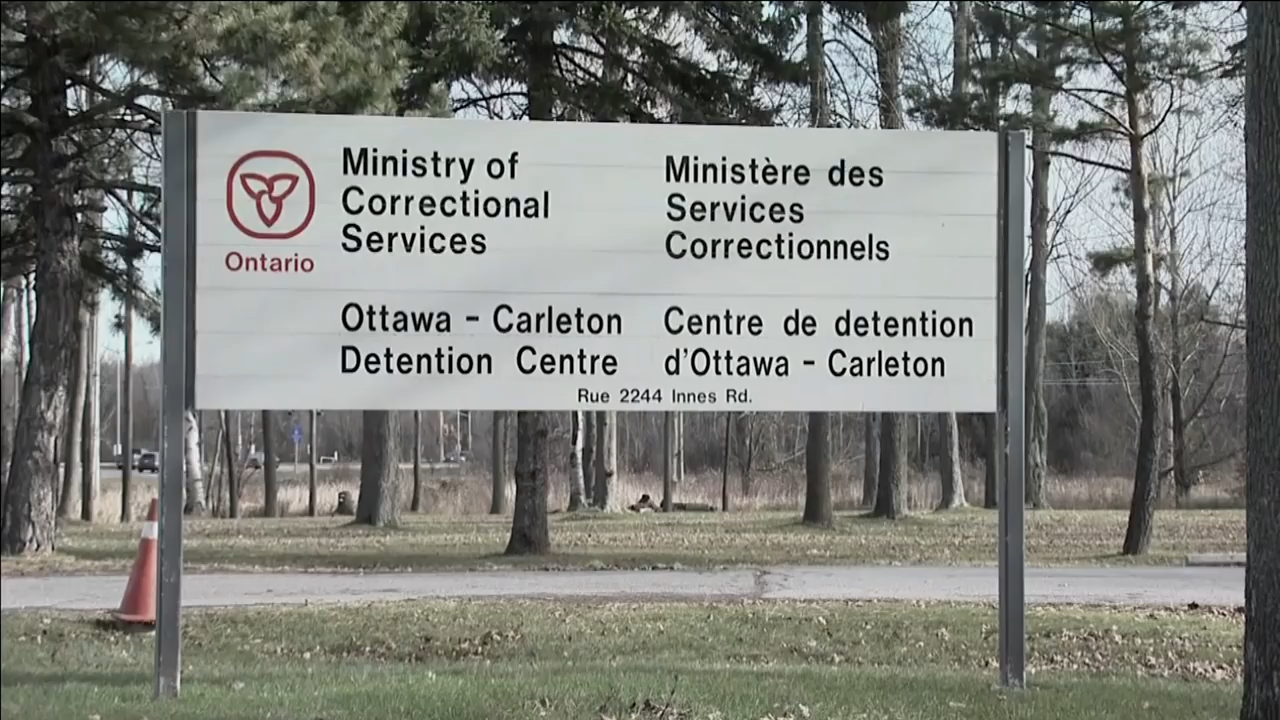 Ontario
Ministry of
Correctional
Services
Ottawa - Carleton
Detention Centre
Ministère des
Services
Correctionnels
Centre de detention
d'Ottawa - Carleton
Rue 2244 Innes Rd.